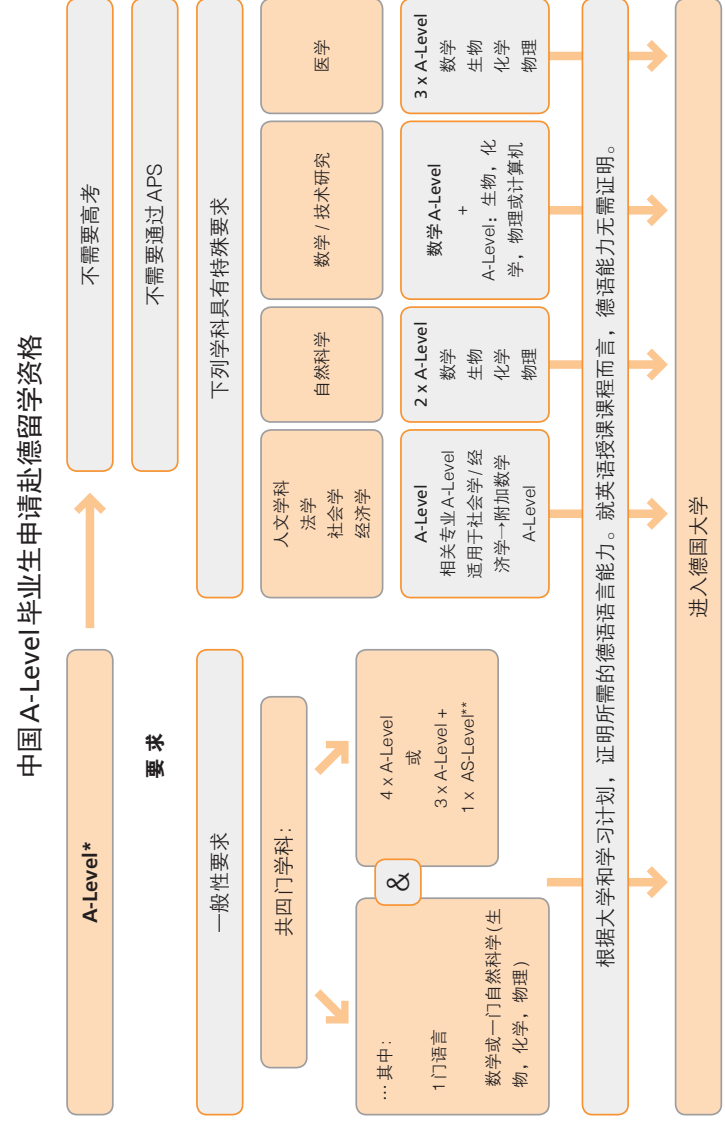 中国 A-Level 毕业生申请赴德留学资格
A-Level*
不需要高考
不需要通过 APS
要求
一般性要求
下列学科具有特殊要求
共四门学科：
… 其中：
1 门语言
数学或一门自然科学(生
物，化学，物理)
&
4 x A-Level
或
3 x A-Level +
1 x AS-Level**
人文学科
法学
社会学
经济学
自然科学
数学 / 技术研究
医学
A-Level
相关专业 A-Level
适用于社会学/ 经
济学→附加数学
A-Level
2 x A-Level
数学
生物
化学
物理
数学 A-Level
+
A-Level：生物，化
学，物理或计算机
3 x A-Level
数学
生物
化学
物理
根据大学和学习计划，证明所需的德语语言能力。就英语授课课程而言，德语能力无需证明。
进入德国大学